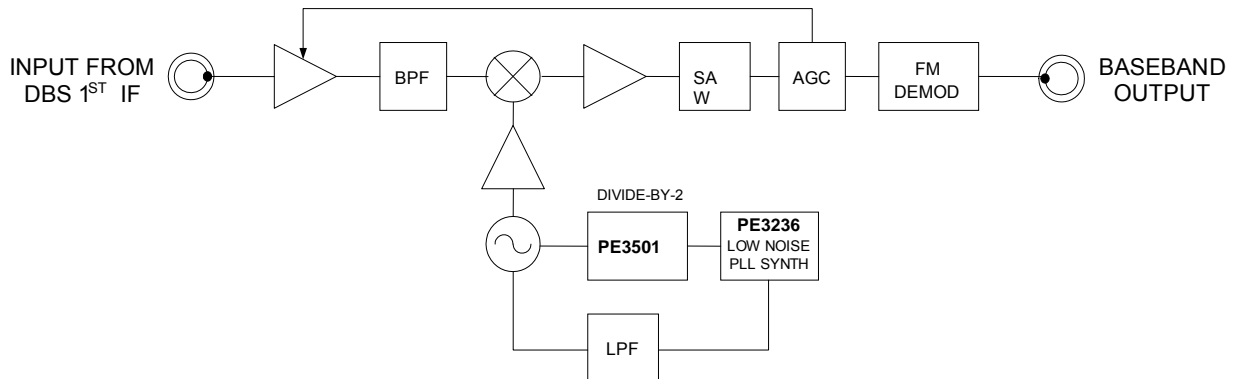 INPUT FROM
DBS 1ST IF
BPF
SA
W
AGC
FM
DEMOD
BASEBAND
OUTPUT
DIVIDE-BY-2
PE3501
PE3236
LOW NOISE
PLL SYNTH
LPF